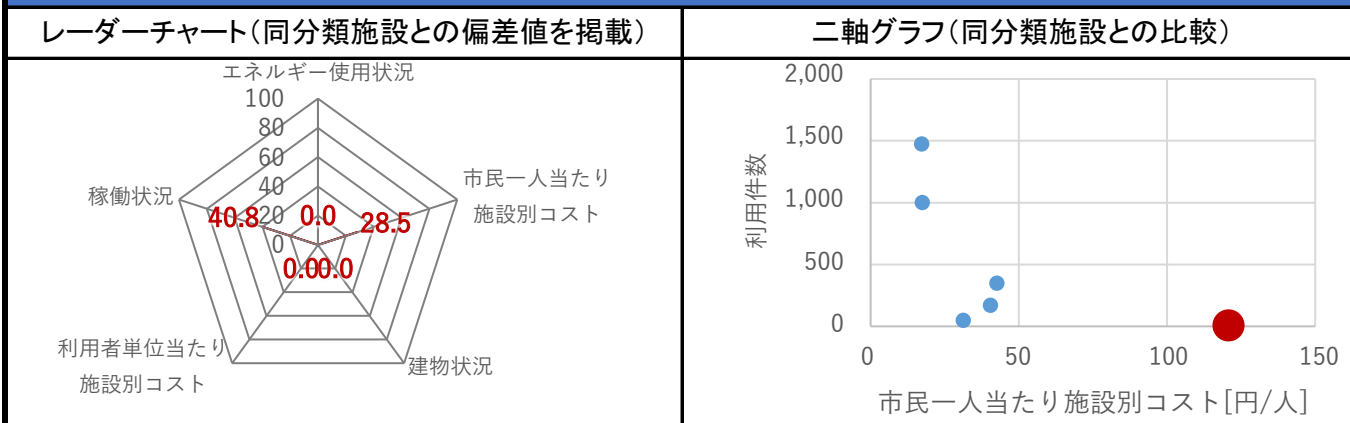 レーダーチャート(同分類施設との偏差値を掲載)
二軸グラフ(同分類施設との比較)
エネルギー使用状況
100
80
60
40
20
0
稼働状況
市民一人当たり
施設別コスト
40.8
0.0
28.5
0.0
0.0
利用者単位当たり
施設別コスト
建物状況
2,000
1,500
1,000
500
0
利用件数
0
50
100
150
市民一人当たり施設別コスト[円/人]